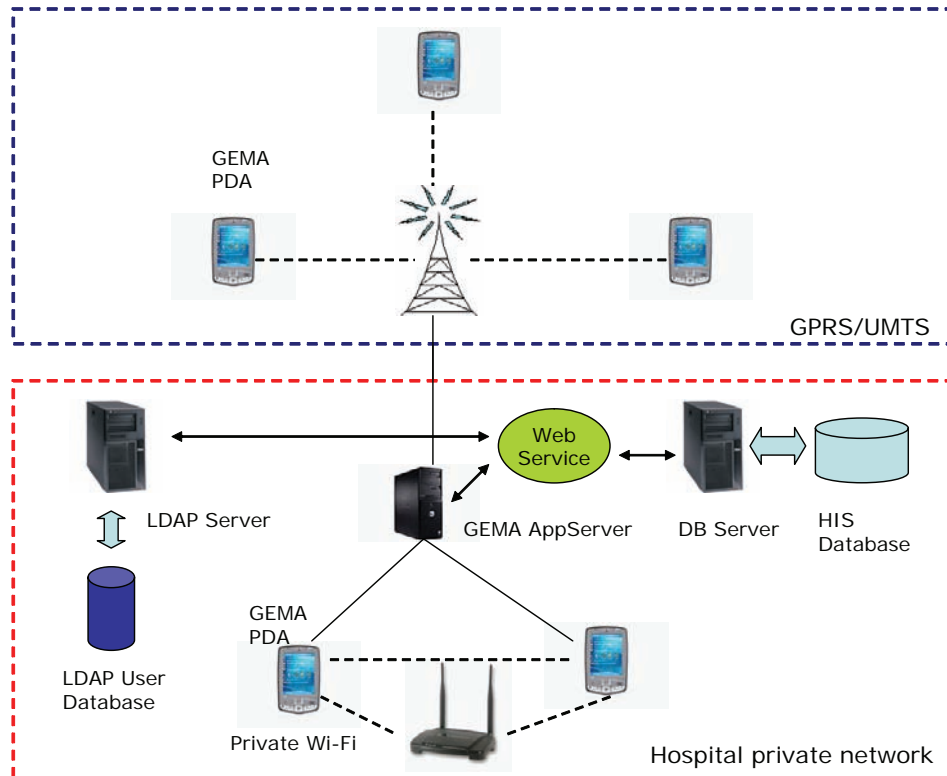 GEMA
PDA
GPRS/UMTS
Web
Service
LDAP Server
GEMA AppServer
DB Server
HIS
Database
GEMA
PDA
LDAP User
Database
Private Wi-Fi
Hospital private network